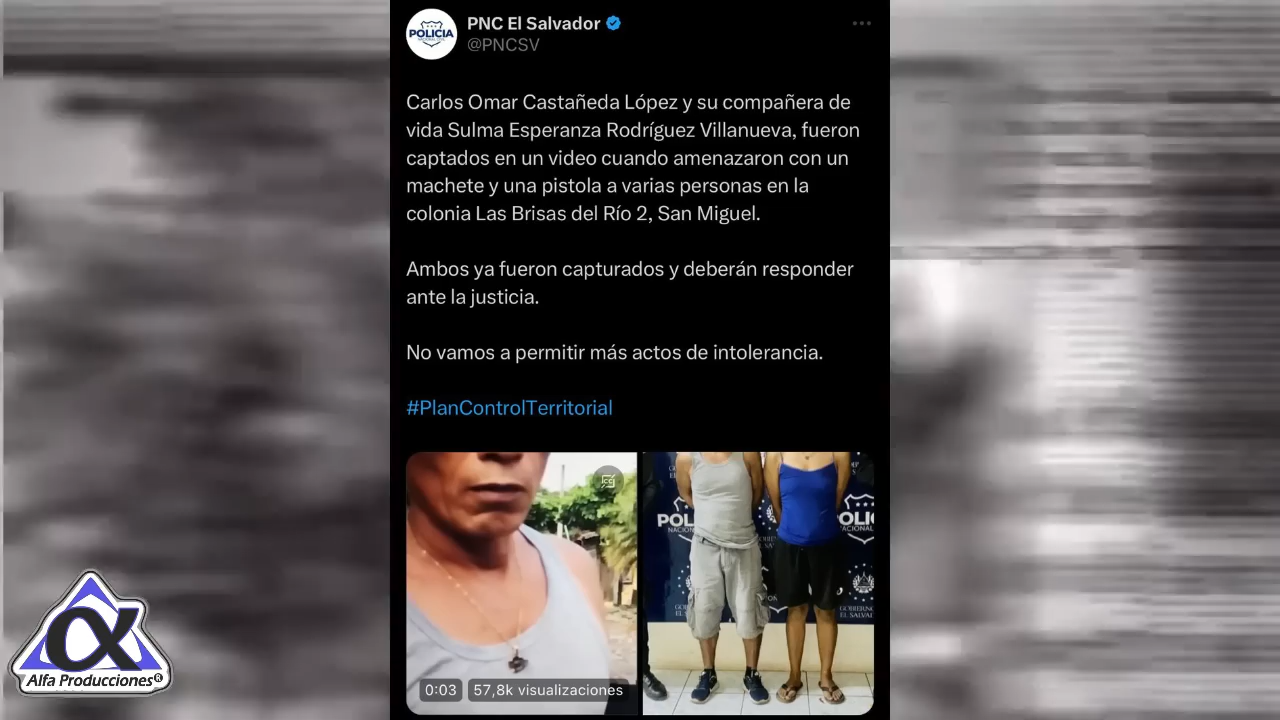 PNC El Salvador
@PNCSV
Carlos Omar Castañeda López y su compañera de
vida Sulma Esperanza Rodríguez Villanueva, fueron
captados en un video cuando amenazaron con un
machete y una pistola a varias personas en la
colonia Las Brisas del Río 2, San Miguel.
Ambos ya fueron capturados y deberán responder
ante la justicia.
No vamos a permitir más actos de intolerancia.
#PlanControlTerritorial
0:03
57,8k visualizaciones
POLICIA
Alfa Producciones®